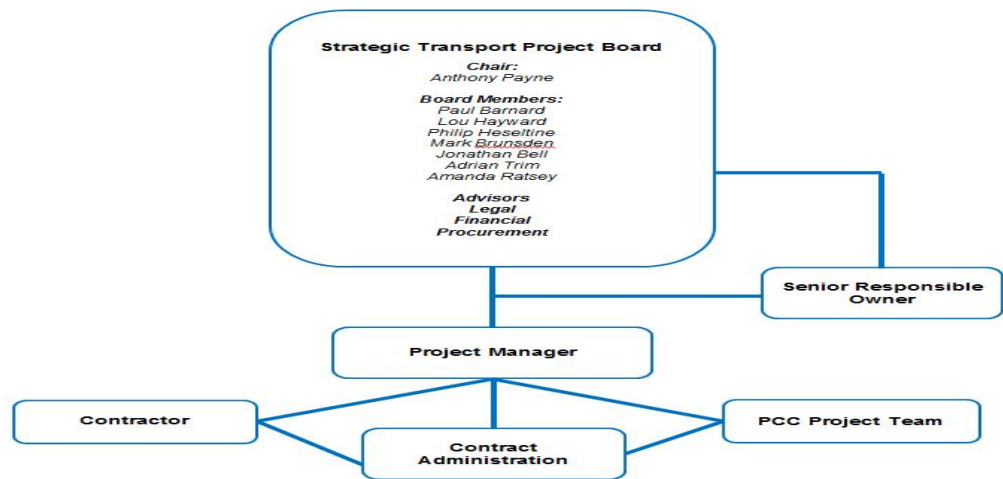 Strategic Transport Project Board
Chair:
Anthony Payne
Board Members:
Paul Barnard
Lou Hayward
Philip Heseltine
Mark Brunsden
Jonathan Bell
Adrian Trim
Amanda Ratsey
Advisors
Legal
Financial
Procurement
Senior Responsible
Owner
Project Manager
Contractor
Contract
Administration
PCC Project Team